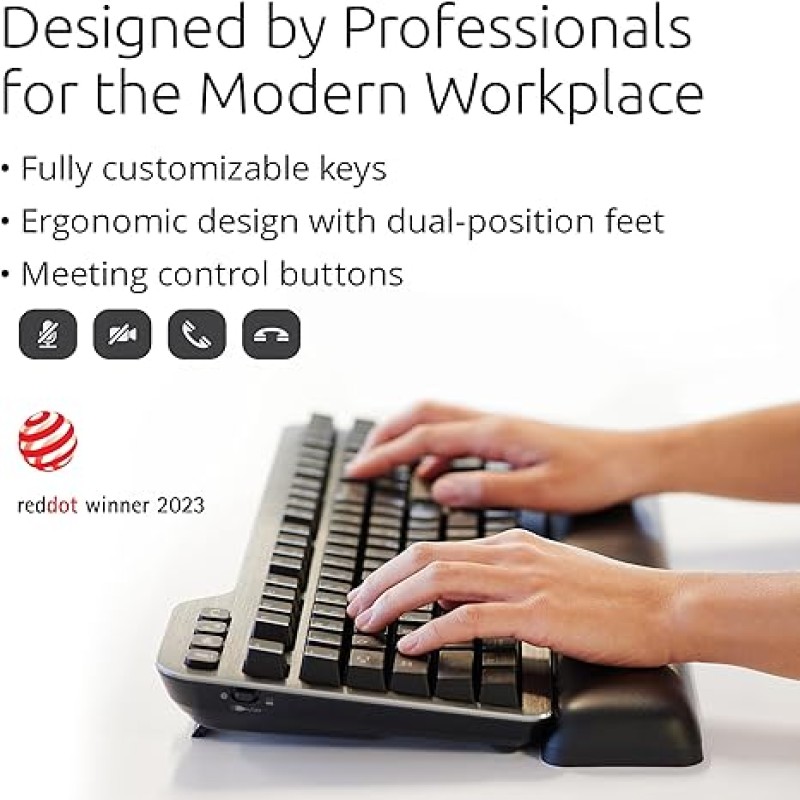 Designed by Professionals
for the Modern Workplace
• Fully customizable keys
• Ergonomic design with dual-position feet
• Meeting control buttons
reddot winner 2023